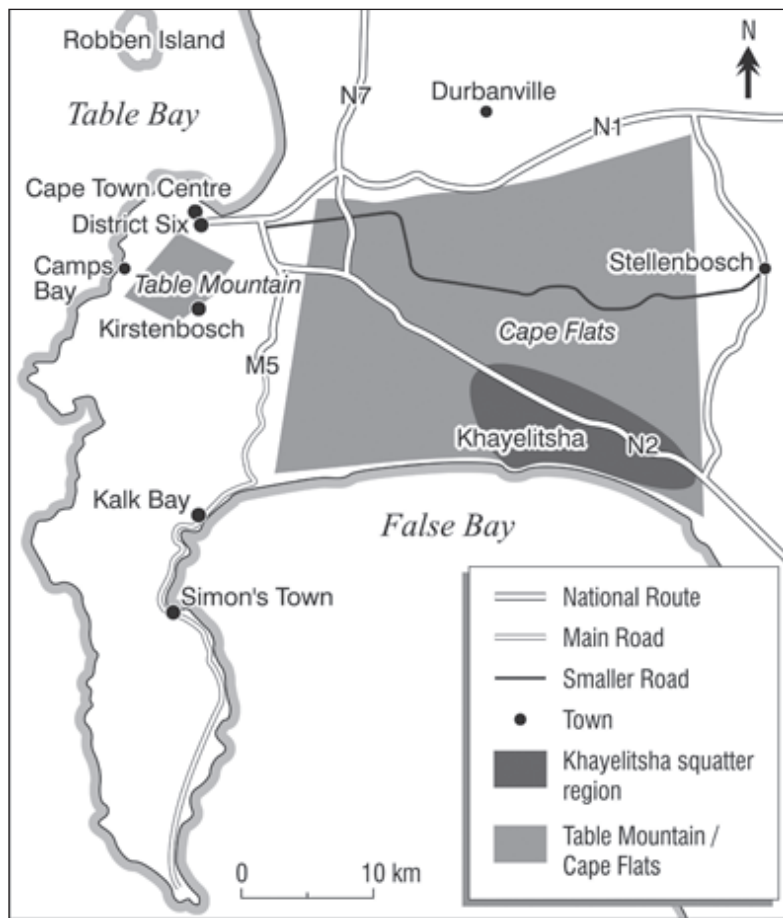 Robben Island
N
Table Bay
N7
Durbanville
N1
Cape Town Centre
District Six
Camps
Bay
Table Mountain
Stellenbosch
Kirstenbosch
Cape Flats
M5
Khayelitsha
N2
Kalk Bay
False Bay
Simon's Town
National Route
Main Road
Smaller Road
Town
Khayelitsha squatter
region
Table Mountain /
Cape Flats
0 10 km